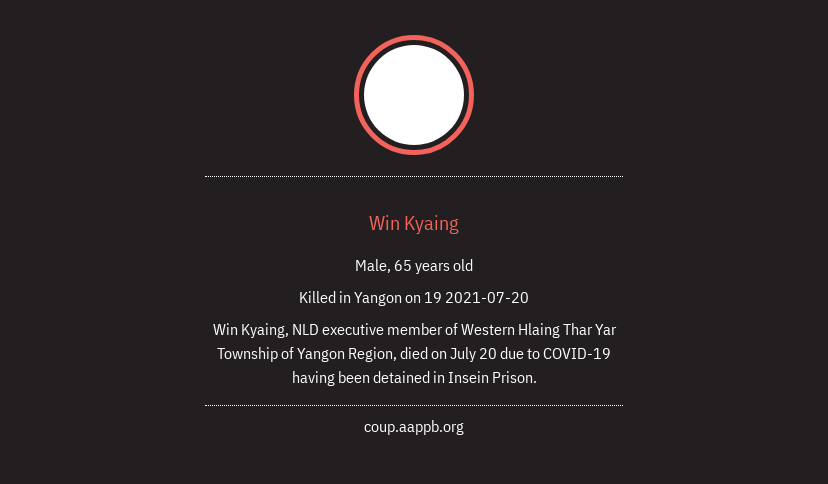 Win Kyaing
Male, 65 years old
Killed in Yangon on 19 2021-07-20
Win Kyaing, NLD executive member of Western Hlaing Thar Yar
Township of Yangon Region, died on July 20 due to COVID-19
having been detained in Insein Prison.
coup.aappb.org